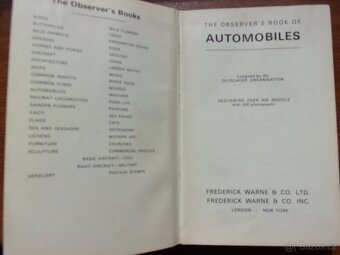 The Observer's Books
BIRDS WILD FLOWERS
BUTTERFLIES TREES
WILD ANIMALS FRESHWATER FISHES
GRASSES DOGS
HORSES AND PONIES GEOLOGY
AIRCRAFT FERNS
ARCHITECTURE LARGER MOTHS
SHIPS MUSIC
COMMON INSECTS BIRDS' EGGS
COMMON FUNGI MOSSES
AUTOMOBILES WEATHER
RAILWAY LOCOMOTIVES POND LIFE
GARDEN FLOWERS PAINTING
CACTI SEA FISHES
FLAGS CATS
SEA AND SEASHORE ASTRONOMY
LICHENS MODERN ART
FURNITURE CHURCHES
SCULPTURE COMMERCIAL VEHICLES
BASIC AIRCRAFT—CIVIL
BASIC AIRCRAFT—MILITARY
HERALDRY POSTAGE STAMPS
THE OBSERVER'S BOOK OF
AUTOMOBILES
Compiled by the
OLYSLAGER ORGANISATION
DESCRIBING OVER 300 MODELS
with photographs
FREDERICK WARNE & CO. LTD.
FREDERICK WARNE & CO. INC.
LONDON · NEW YORK